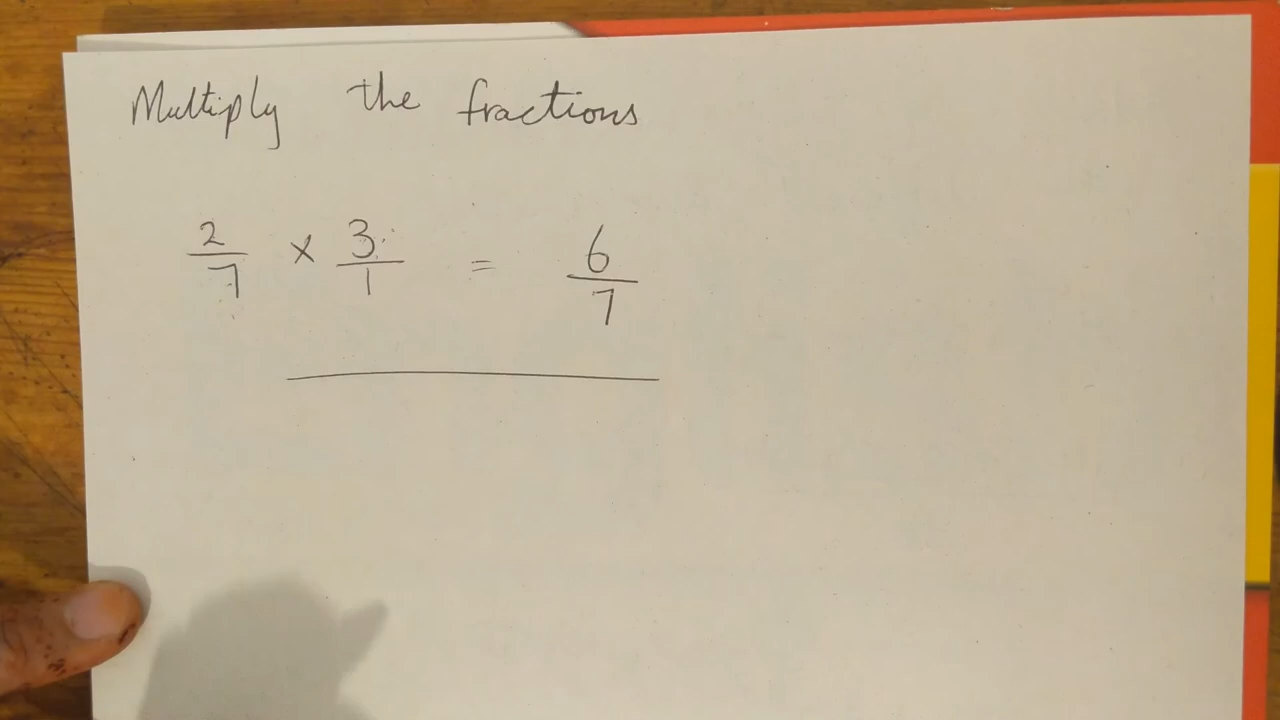 Multiply the fractions
2/7 × 3/1 = 6/7